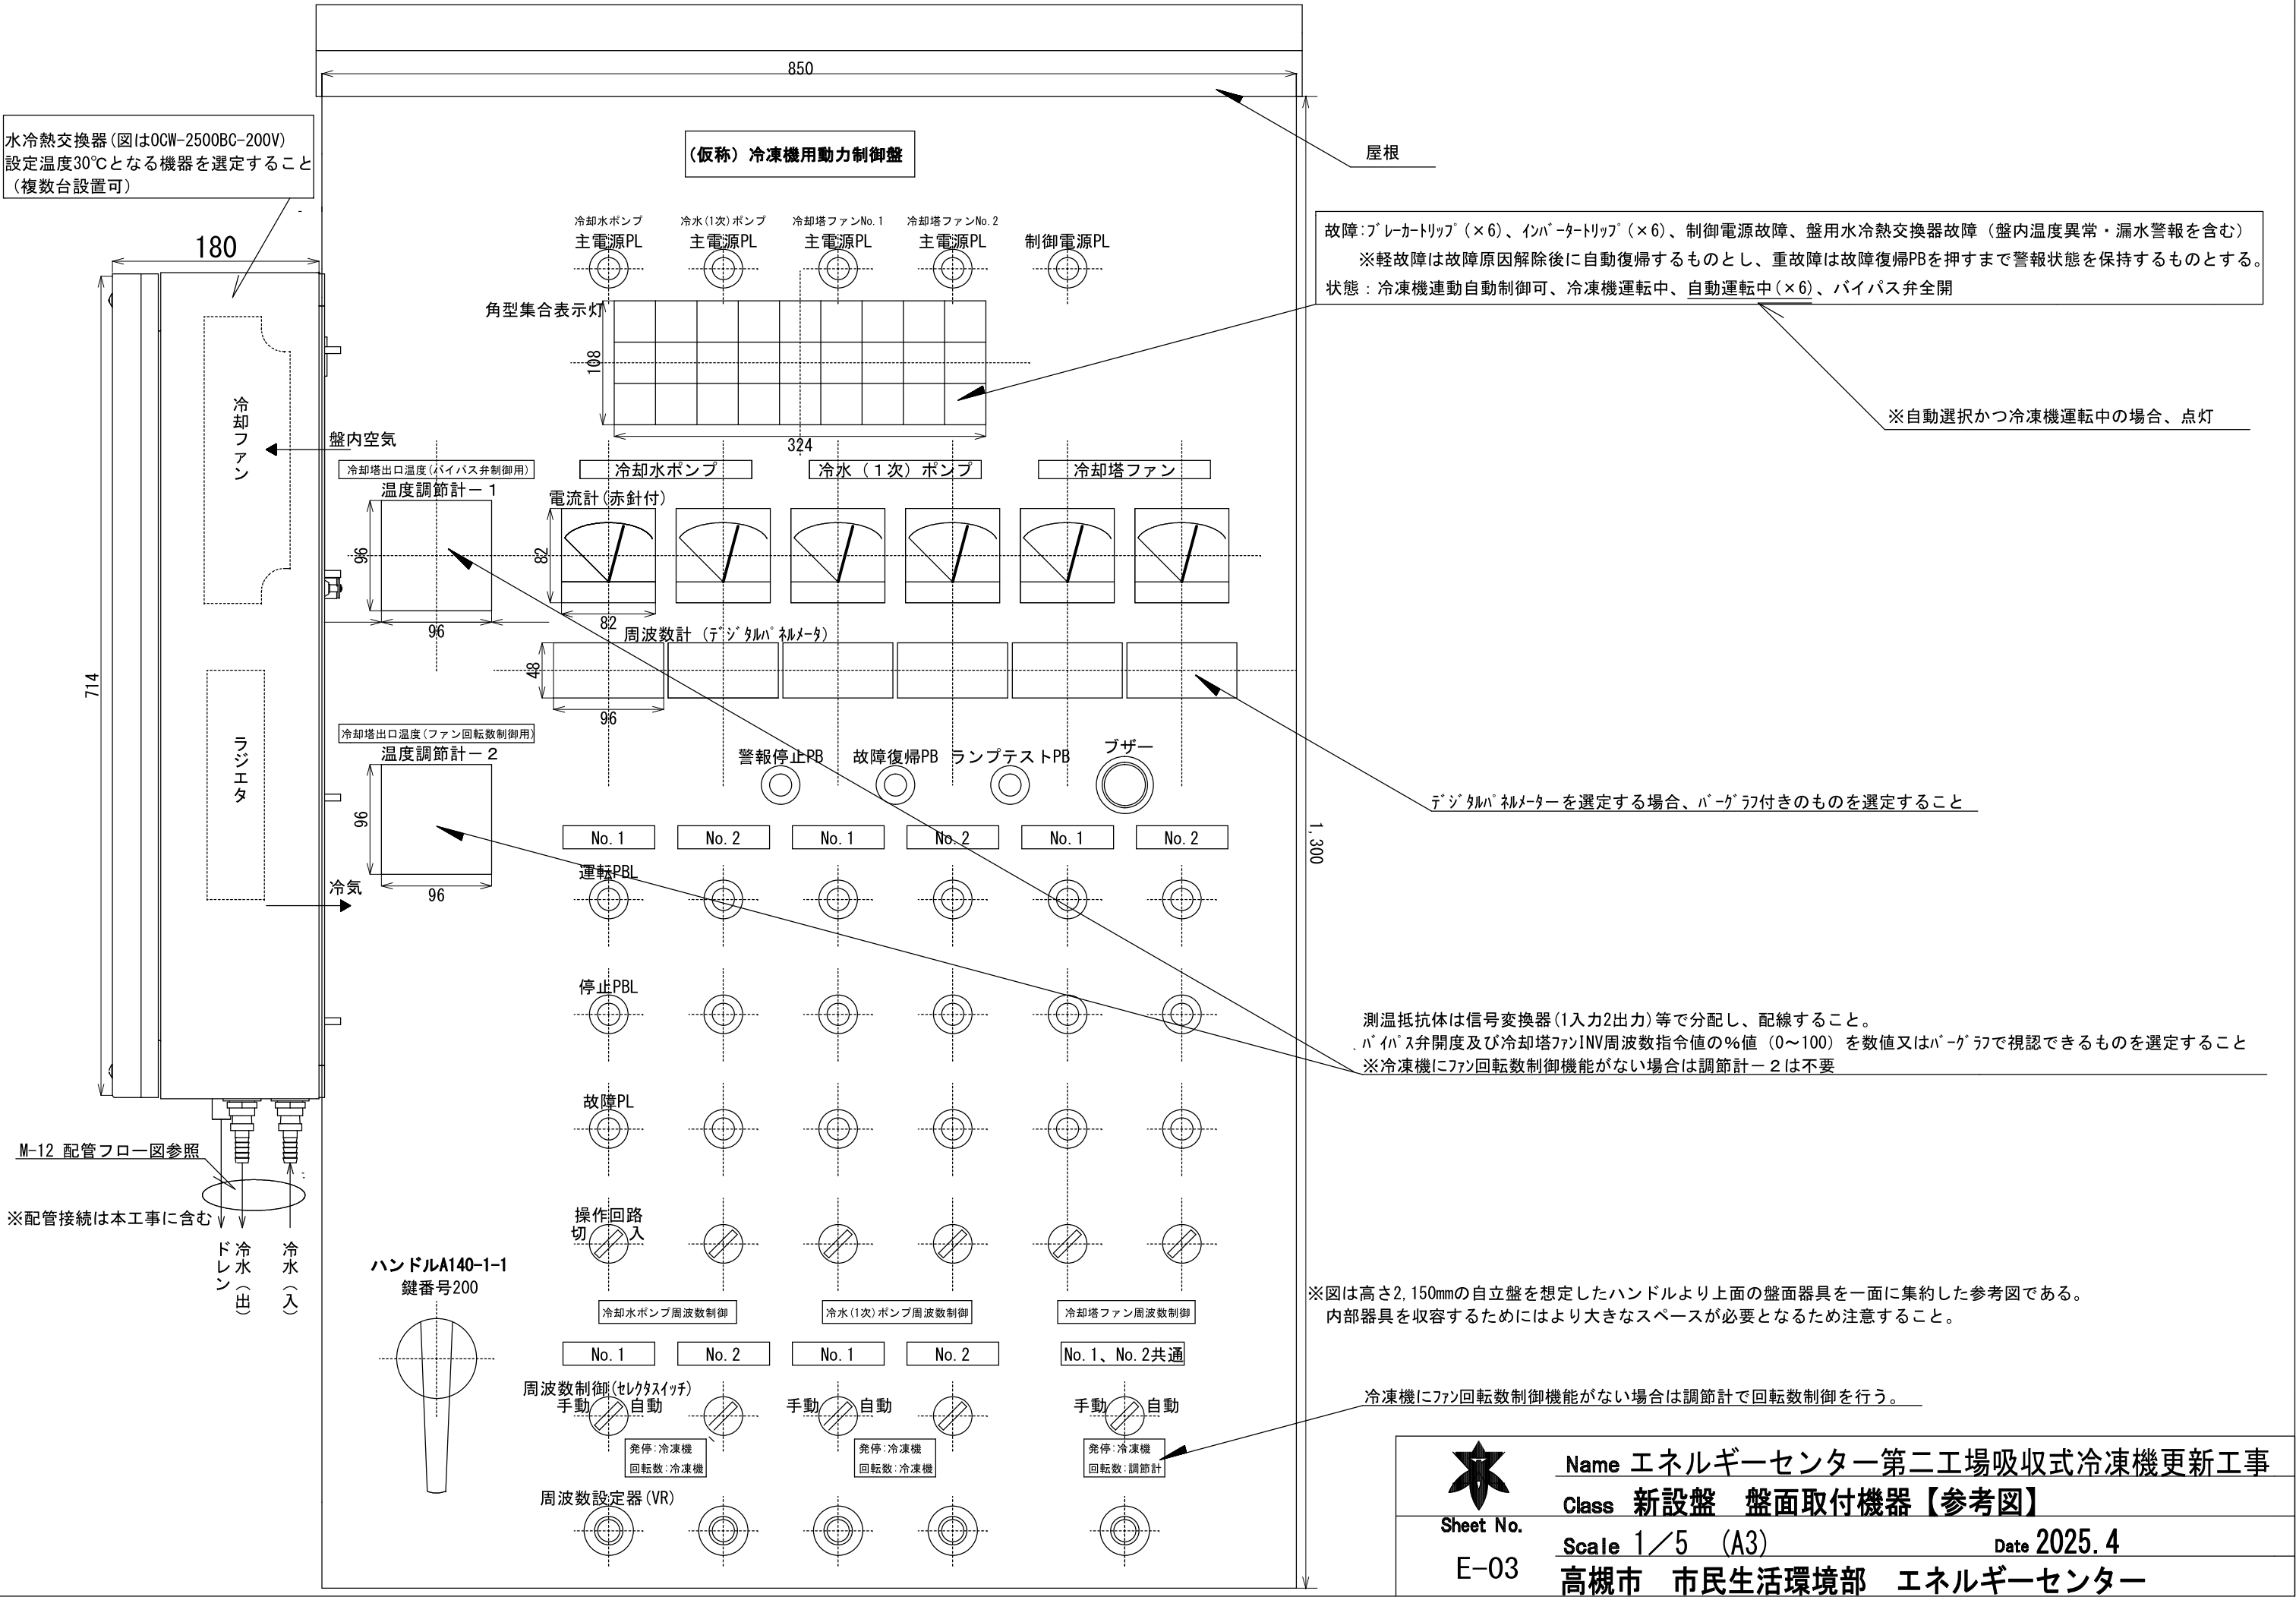 850
水冷熱交換器(図はOCW-2500BC-200V)
設定温度30℃となる機器を選定すること
(複数台設置可)
(仮称)冷凍機用動力制御盤
屋根
180
冷却水ポンプ
主電源PL
冷水(1次)ポンプ
主電源PL
冷却塔ファンNo.1
主電源PL
冷却塔ファンNo.2
主電源PL
制御電源PL
故障:ﾌﾞﾚｰｶｰﾄﾘｯﾌﾟ(×6)、ｲﾝﾊﾞｰﾀｰﾄﾘｯﾌﾟ(×6)、制御電源故障、盤用水冷熱交換器故障(盤内温度異常・漏水警報を含む)
※軽故障は故障原因解除後に自動復帰するものとし、重故障は故障復帰PBを押すまで警報状態を保持するものとする。
状態:冷凍機連動自動制御可、冷凍機運転中、自動運転中(×6)、バイパス弁全開
※自動選択かつ冷凍機運転中の場合、点灯
角型集合表示灯
108
324
冷却ファン
盤内空気
冷却塔出口温度(バイパス弁制御用)
温度調節計－1
96
96
冷却水ポンプ
冷水(1次)ポンプ
冷却塔ファン
電流計(赤針付)
82
82
周波数計(ﾃﾞｼﾞﾀﾙﾊﾟﾈﾙﾒｰﾀ)
48
96
714
ラジエタ
冷却塔出口温度(ファン回転数制御用)
温度調節計－2
96
96
冷気
警報停止PB
故障復帰PB
ランプテストPB
ブザー
ﾃﾞｼﾞﾀﾙﾊﾟﾈﾙﾒｰﾀｰを選定する場合、ﾊﾞｰｸﾞﾗﾌ付きのものを選定すること
1,300
No.1
No.2
No.1
No.2
No.1
No.2
運転PBL
停止PBL
故障PL
測温抵抗体は信号変換器(1入力2出力)等で分配し、配線すること。
ﾊﾞｲﾊﾟｽ弁開度及び冷却塔ﾌｧﾝINV周波数指令値の%値(0～100)を数値又はﾊﾞｰｸﾞﾗﾌで視認できるものを選定すること
※冷凍機にﾌｧﾝ回転数制御機能がない場合は調節計－2は不要
M-12 配管フロー図参照
※配管接続は本工事に含む
ドレン
冷水(出)
冷水(入)
操作回路
切
入
ハンドルA140-1-1
鍵番号200
※図は高さ2,150mmの自立盤を想定したハンドルより上面の盤面器具を一面に集約した参考図である。
内部器具を収容するためにはより大きなスペースが必要となるため注意すること。
冷却水ポンプ周波数制御
冷水(1次)ポンプ周波数制御
冷却塔ファン周波数制御
No.1
No.2
No.1
No.2
No.1、No.2共通
周波数制御(ｾﾚｸﾀｽｲｯﾁ)
手動
自動
手動
自動
手動
自動
冷凍機にﾌｧﾝ回転数制御機能がない場合は調節計で回転数制御を行う。
発停:冷凍機
回転数:冷凍機
発停:冷凍機
回転数:冷凍機
発停:冷凍機
回転数:調節計
周波数設定器(VR)
Name エネルギーセンター第二工場吸収式冷凍機更新工事
Class 新設盤 盤面取付機器【参考図】
Sheet No.
E-03
Scale 1／5 (A3)
Date 2025.4
高槻市 市民生活環境部 エネルギーセンター